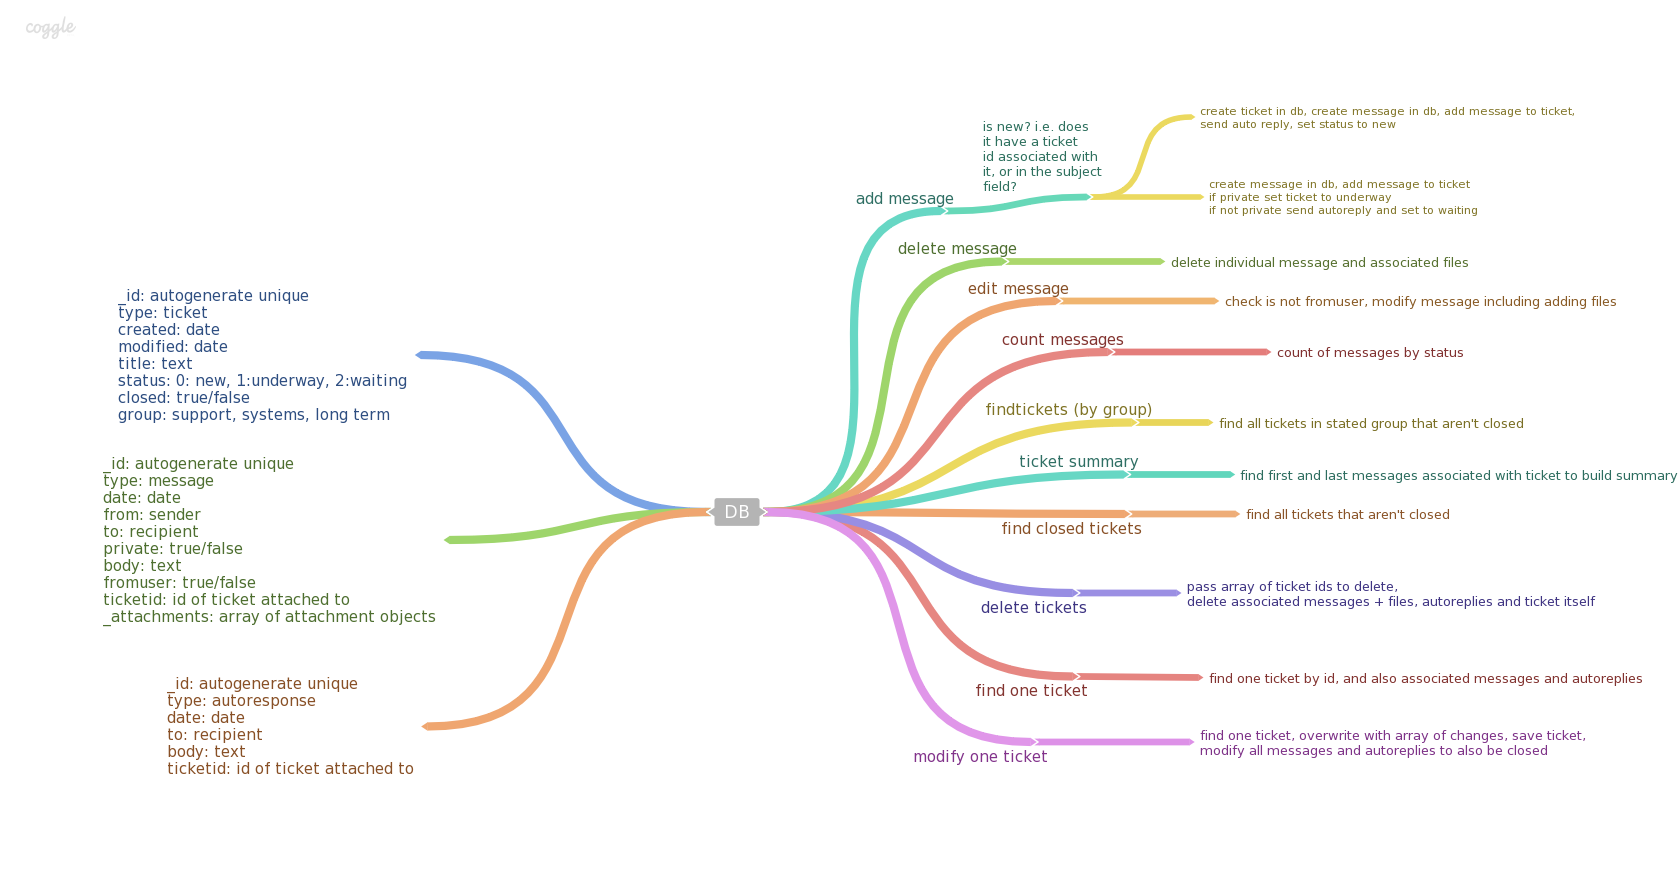 coggle
_id: autogenerate unique
type: ticket
created: date
modified: date
title: text
status: 0: new, 1:underway, 2:waiting
closed: true/false
group: support, systems, long term
_id: autogenerate unique
type: message
date: date
from: sender
to: recipient
private: true/false
body: text
fromuser: true/false
ticketid: id of ticket attached to
_attachments: array of attachment objects
_id: autogenerate unique
type: autoresponse
date: date
to: recipient
body: text
ticketid: id of ticket attached to
DB
add message
is new? i.e. does
it have a ticket
id associated with
it, or in the subject
field?
create ticket in db, create message in db, add message to ticket,
send auto reply, set status to new
create message in db, add message to ticket
if private set ticket to underway
if not private send autoreply and set to waiting
delete message
delete individual message and associated files
edit message
check is not fromuser, modify message including adding files
count messages
count of messages by status
findtickets (by group)
find all tickets in stated group that aren't closed
ticket summary
find first and last messages associated with ticket to build summary
find closed tickets
find all tickets that aren't closed
delete tickets
pass array of ticket ids to delete,
delete associated messages + files, autoreplies and ticket itself
find one ticket
find one ticket by id, and also associated messages and autoreplies
modify one ticket
find one ticket, overwrite with array of changes, save ticket,
modify all messages and autoreplies to also be closed